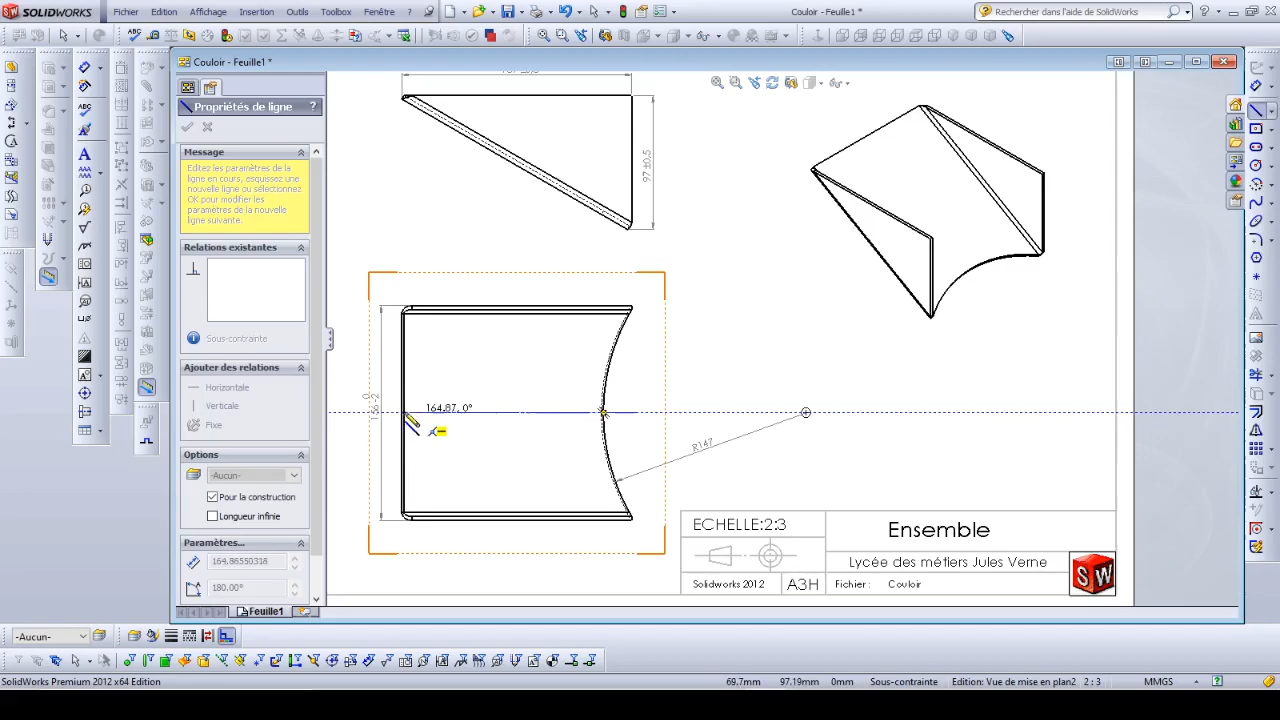 SOLIDWORKS
Fichier
Edition
Affichage
Insertion
Outils
Toolbox
Fenêtre
?
Couloir - Feuille1 *
Rechercher dans l'aide de SolidWorks
Couloir - Feuille1 *
Propriétés de ligne
?
Message
Editez les paramètres de la
ligne en cours, esquissez une
nouvelle ligne ou sélectionnez
OK pour modifier les
paramètres de la nouvelle
ligne suivante.
Relations existantes
Sous-contrainte
Ajouter des relations
Horizontale
Verticale
Fixe
Options
-Aucun-
Pour la construction
Longueur infinie
Paramètres...
164.86550318
180.00°
97±0,5
164.87, 0°
R147
ECHELLE:2:3
Ensemble
Lycée des métiers Jules Verne
Solidworks 2012
A3H
Fichier :
Couloir
SW
Feuille1
-Aucun-
SolidWorks Premium 2012 x64 Edition
69.7mm
97.19mm
0mm
Sous-contrainte
Edition: Vue de mise en plan2
2 : 3
MMGS